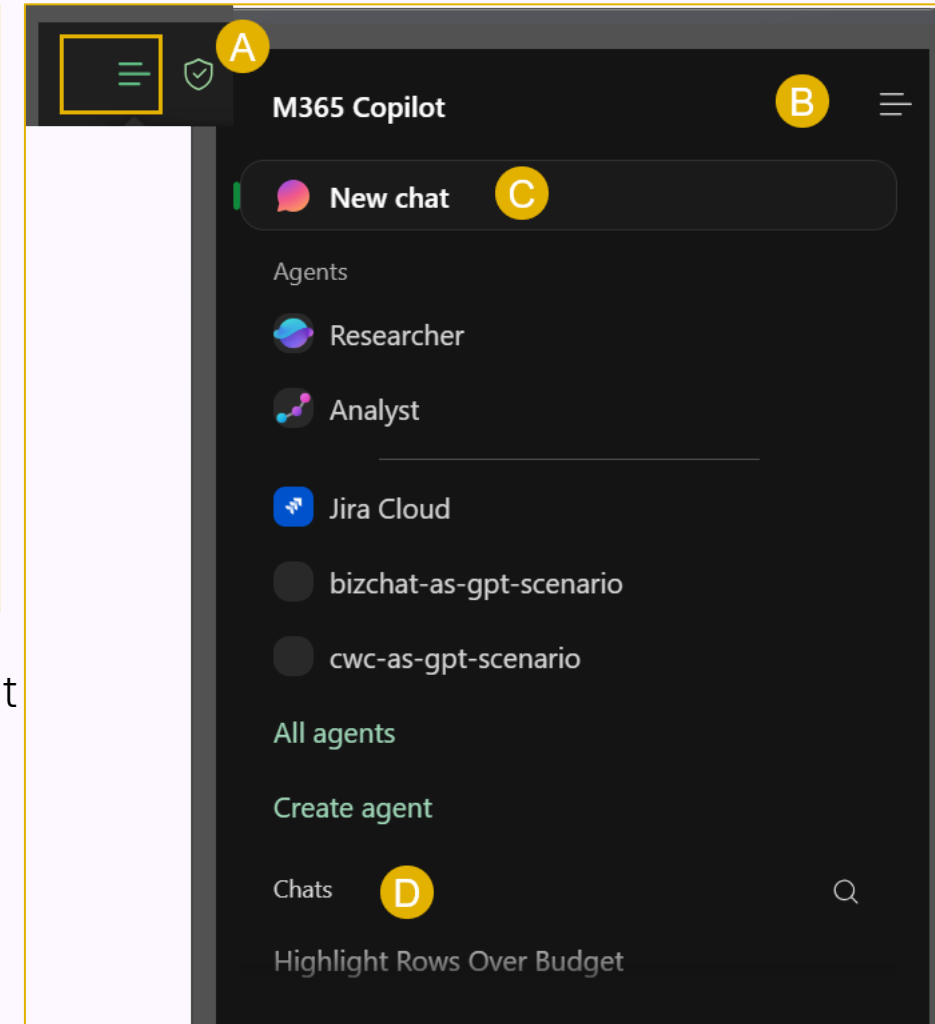 A
M365 Copilot
B
New chat
C
Agents
Researcher
Analyst
Jira Cloud
bizchat-as-gpt-scenario
cwc-as-gpt-scenario
t
All agents
Create agent
Chats
D
Highlight Rows Over Budget